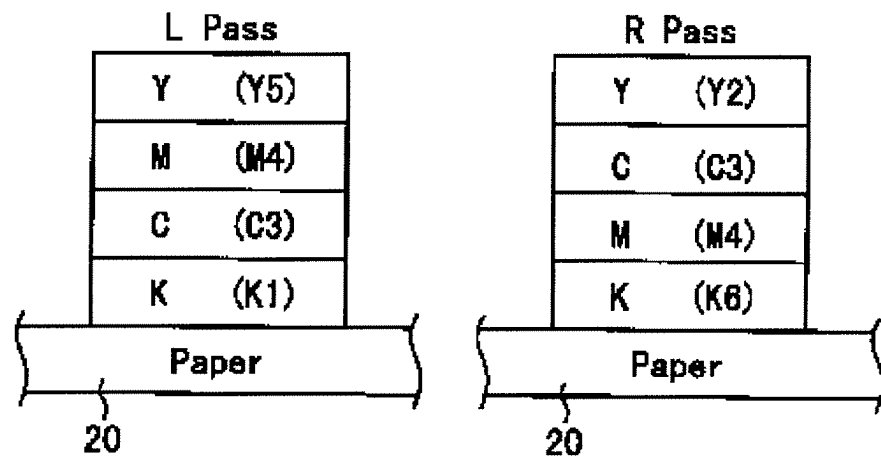 L Pass
Y (Y5)
M (M4)
C (C3)
K (K1)
Paper
20
R Pass
Y (Y2)
C (C3)
M (M4)
K (K6)
Paper
20